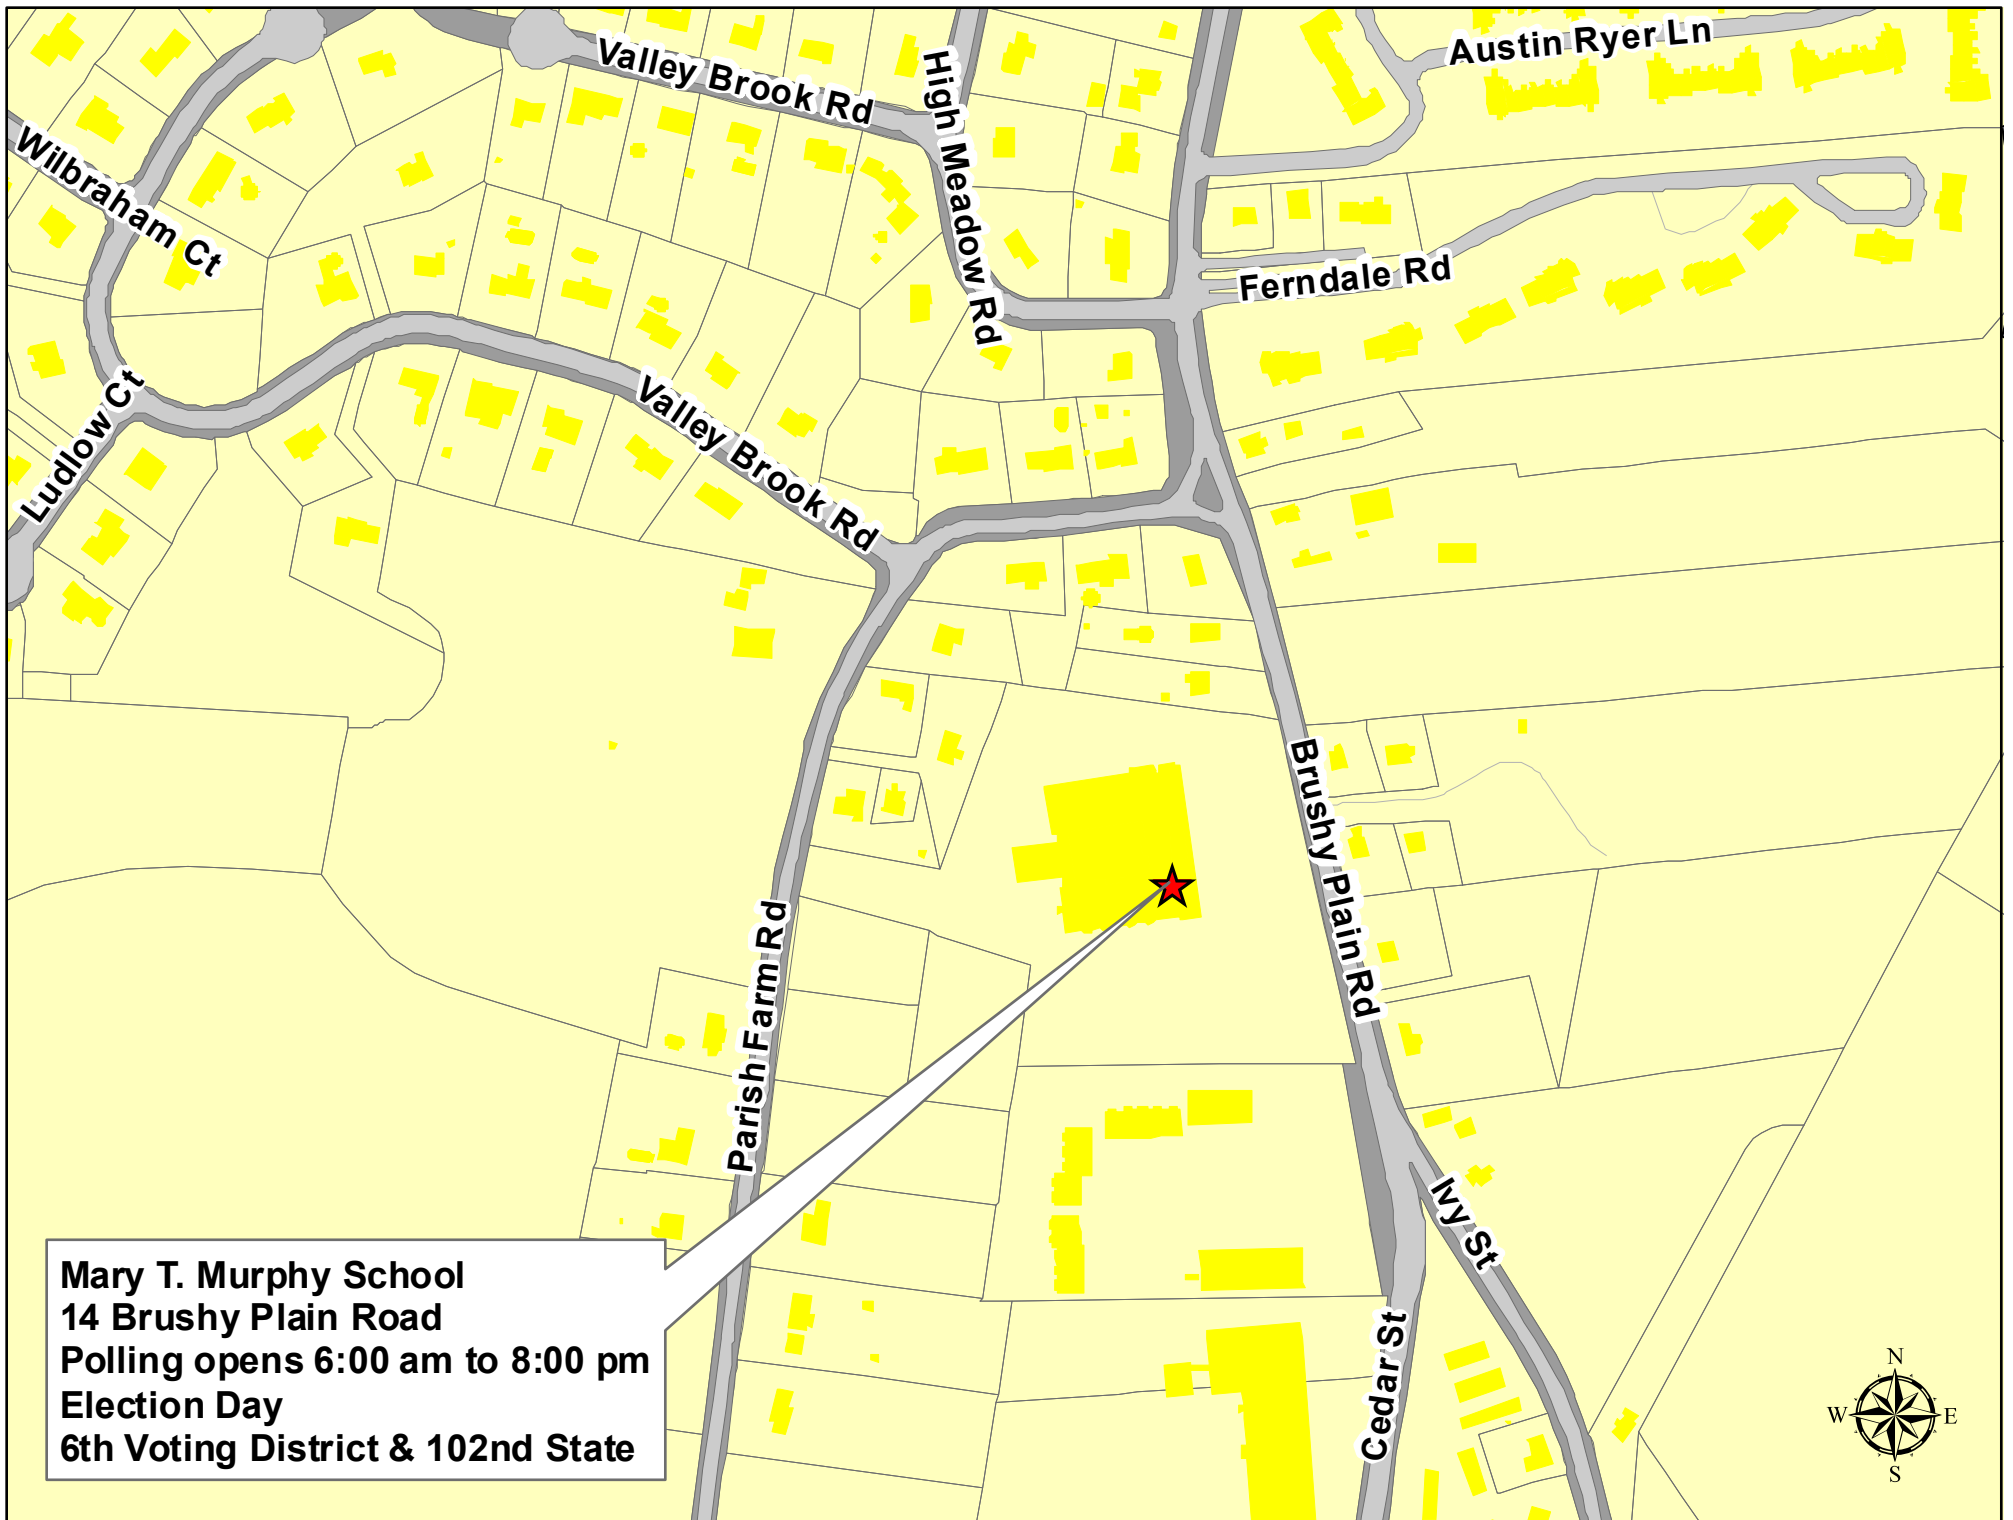 Austin Ryer Ln
Valley Brook Rd
High Meadow Rd
Wilbraham Ct
Ferndale Rd
Ludlow Ct
Valley Brook Rd
Brushy Plain Rd
Parish Farm Rd
Ivy St
Cedar St
Mary T. Murphy School
14 Brushy Plain Road
Polling opens 6:00 am to 8:00 pm
Election Day
6th Voting District & 102nd State
N
W E
S